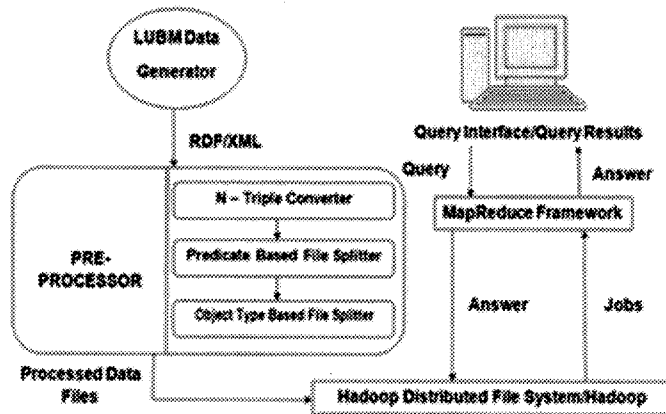 LUBM Data
Generator
RDF/XML
PRE-
PROCESSOR
N – Triple Converter
Predicate Based File Splitter
Object Type Based File Splitter
Processed Data
Files
Query Interface/Query Results
Query
Answer
MapReduce Framework
Answer
Jobs
Hadoop Distributed File System/Hadoop